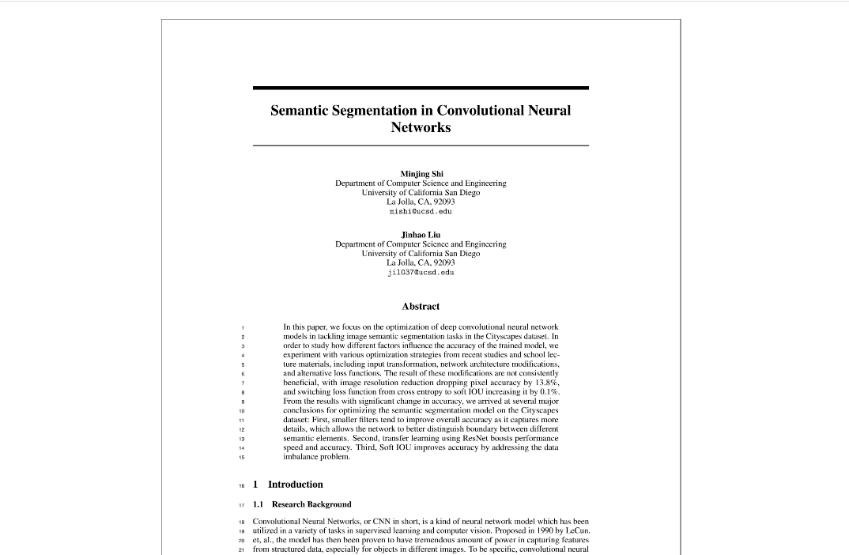 Semantic Segmentation in Convolutional Neural
Networks
Minjing Shi
Department of Computer Science and Engineering
University of California San Diego
La Jolla, CA, 92093
mishi@ucsd.edu
Jinhao Liu
Department of Computer Science and Engineering
University of California San Diego
La Jolla, CA, 92093
jil037@ucsd.edu
Abstract
1 In this paper, we focus on the optimization of deep convolutional neural network
2 models in tackling image semantic segmentation tasks in the Cityscapes dataset. In
3 order to study how different factors influence the accuracy of the trained model, we
4 experiment with various optimization strategies from recent studies and school lec-
5 ture materials, including input transformation, network architecture modifications,
6 and alternative loss functions. The result of these modifications are not consistently
7 beneficial, with image resolution reduction dropping pixel accuracy by 13.8%,
8 and switching loss function from cross entropy to soft IOU increasing it by 0.1%.
9 From the results with significant change in accuracy, we arrived at several major
10 conclusions for optimizing the semantic segmentation model on the Cityscapes
11 dataset: First, smaller filters tend to improve overall accuracy as it captures more
12 details, which allows the network to better distinguish boundary between different
13 semantic elements. Second, transfer learning using ResNet boosts performance
14 speed and accuracy. Third, Soft IOU improves accuracy by addressing the data
15 imbalance problem.
16 1 Introduction
17 1.1 Research Background
18 Convolutional Neural Networks, or CNN in short, is a kind of neural network model which has been
19 utilized in a variety of tasks in supervised learning and computer vision. Proposed in 1990 by LeCun.
20 et, al., the model has then been proven to have tremendous amount of power in capturing features
21 from structured data, especially for objects in different images. To be specific, convolutional neural